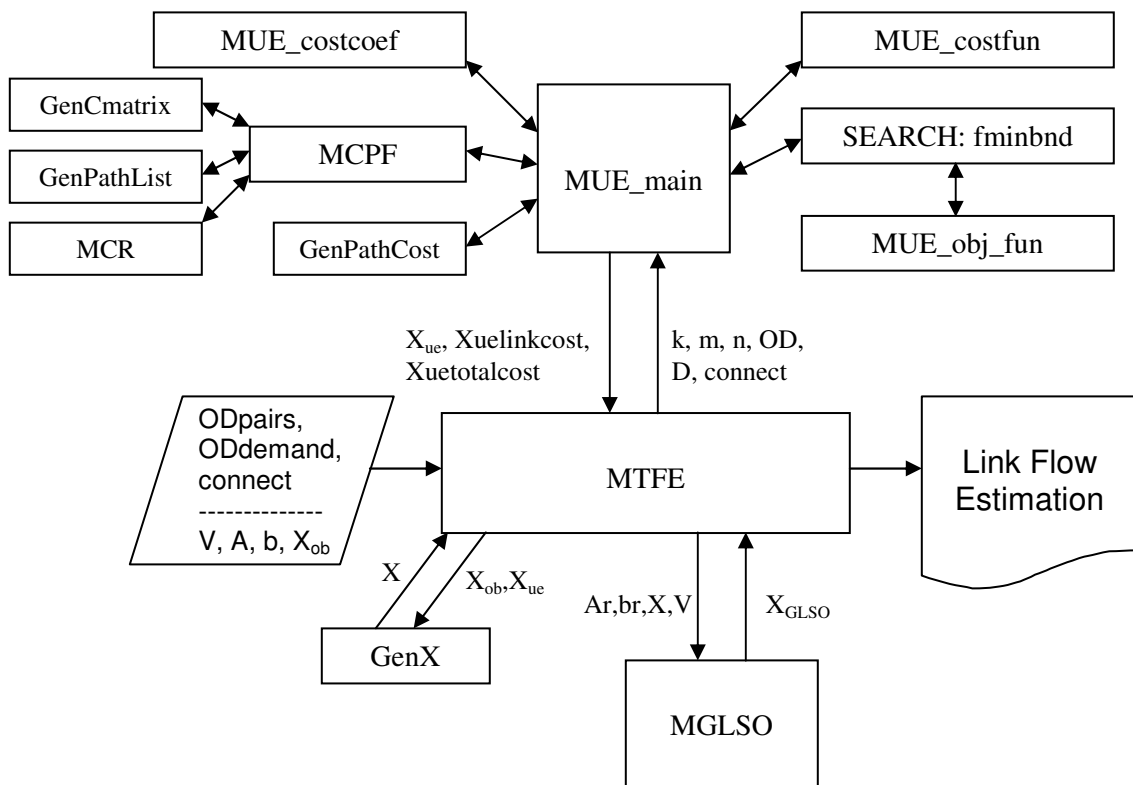 MUE_costcoef
MUE_costfun
GenCmatrix
MCPF
MUE_main
SEARCH: fminbnd
GenPathList
MCR
GenPathCost
MUE_obj_fun
Xue, Xuelinkcost,
Xuetotalcost
k, m, n, OD,
D, connect
ODpairs,
ODdemand,
connect
--------------
V, A, b, Xob
MTFE
Link Flow
Estimation
X
Xob,Xue
Ar,br,X,V
XGLSO
GenX
MGLSO